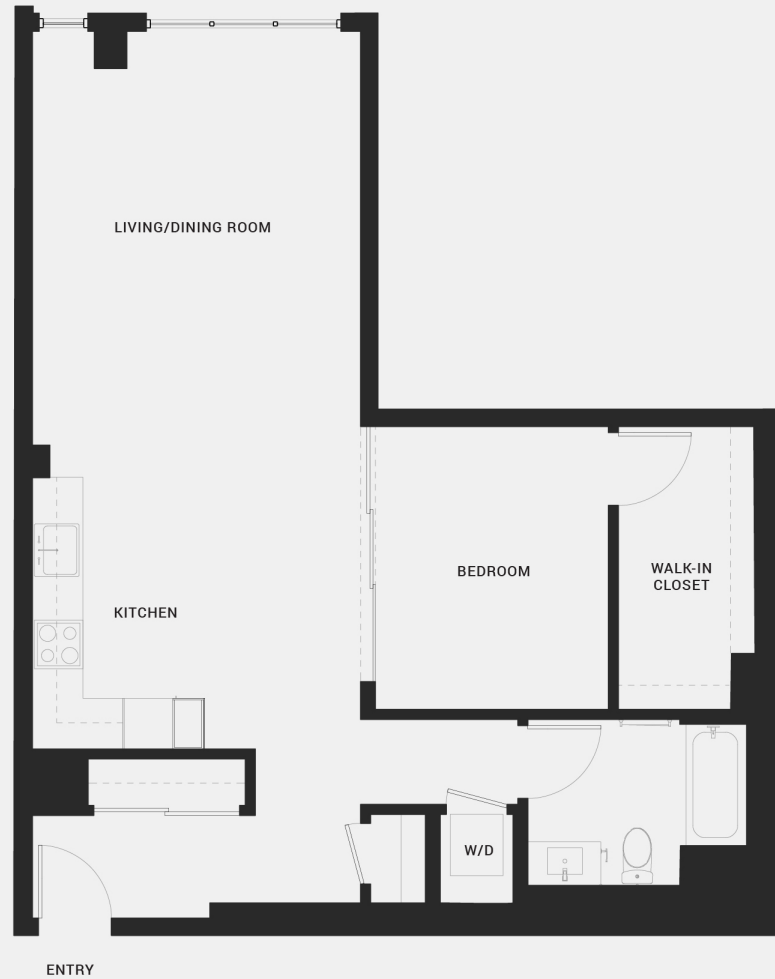 LIVING/DINING ROOM
BEDROOM
WALK-IN
CLOSET
KITCHEN
W/D
ENTRY